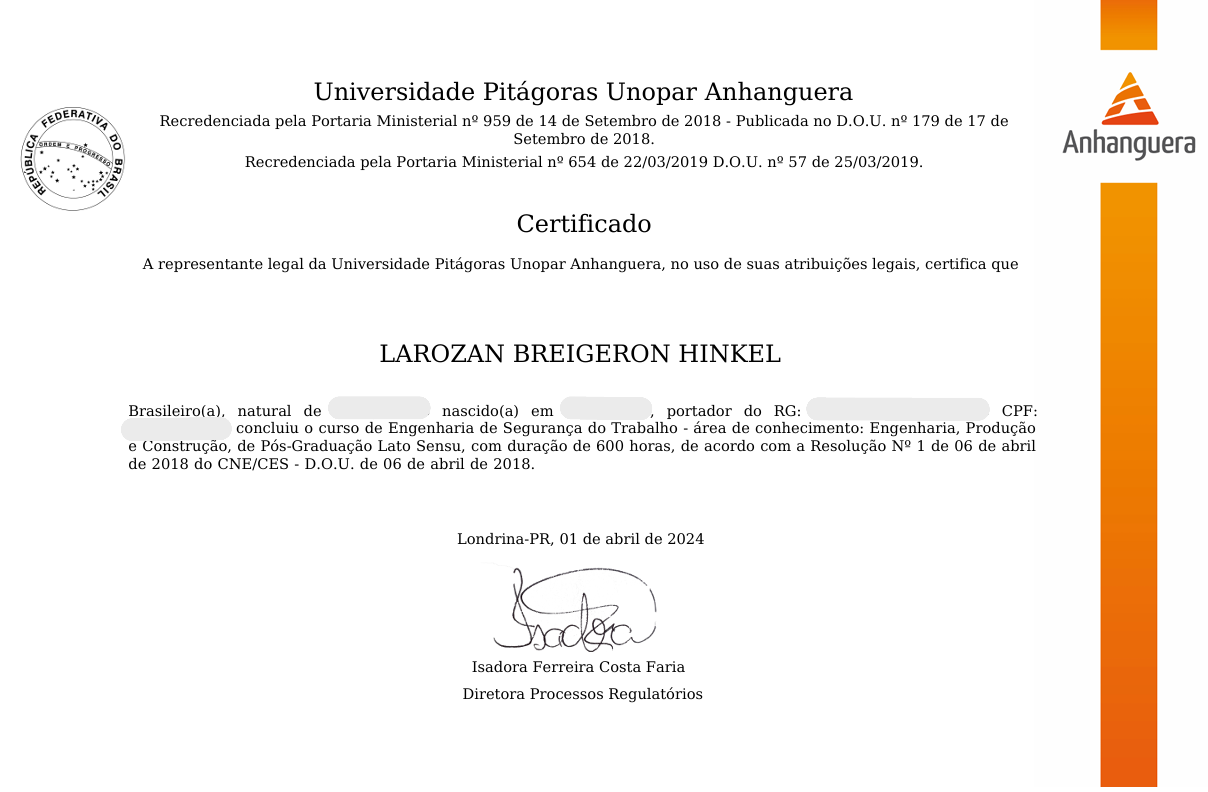 Universidade Pitágoras Unopar Anhanguera
Recredenciada pela Portaria Ministerial nº 959 de 14 de Setembro de 2018 - Publicada no D.O.U. nº 179 de 17 de
Setembro de 2018.
Recredenciada pela Portaria Ministerial nº 654 de 22/03/2019 D.O.U. nº 57 de 25/03/2019.
REPÚBLICA FEDERATIVA DO BRASIL
ORDEM E PROGRESSO
Anhanguera
Certificado
A representante legal da Universidade Pitágoras Unopar Anhanguera, no uso de suas atribuições legais, certifica que
LAROZAN BREIGERON HINKEL
Brasileiro(a), natural de nascido(a) em , portador do RG: CPF:
concluiu o curso de Engenharia de Segurança do Trabalho - área de conhecimento: Engenharia, Produção
e Construção, de Pós-Graduação Lato Sensu, com duração de 600 horas, de acordo com a Resolução Nº 1 de 06 de abril
de 2018 do CNE/CES - D.O.U. de 06 de abril de 2018.
Londrina-PR, 01 de abril de 2024
Isadora
Isadora Ferreira Costa Faria
Diretora Processos Regulatórios